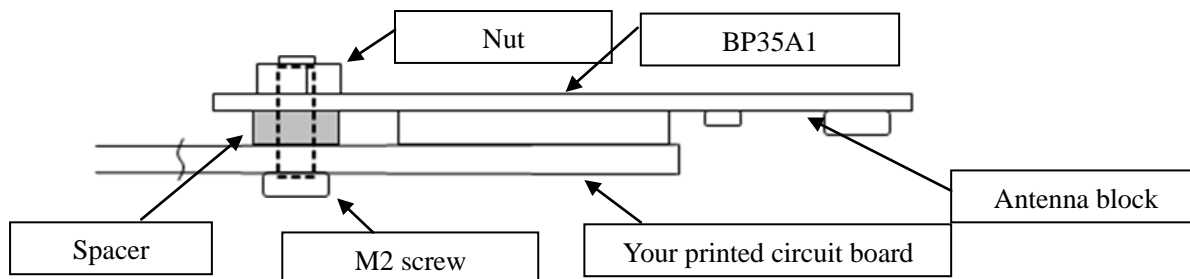 Nut
BP35A1
Antenna block
Spacer
M2 screw
Your printed circuit board